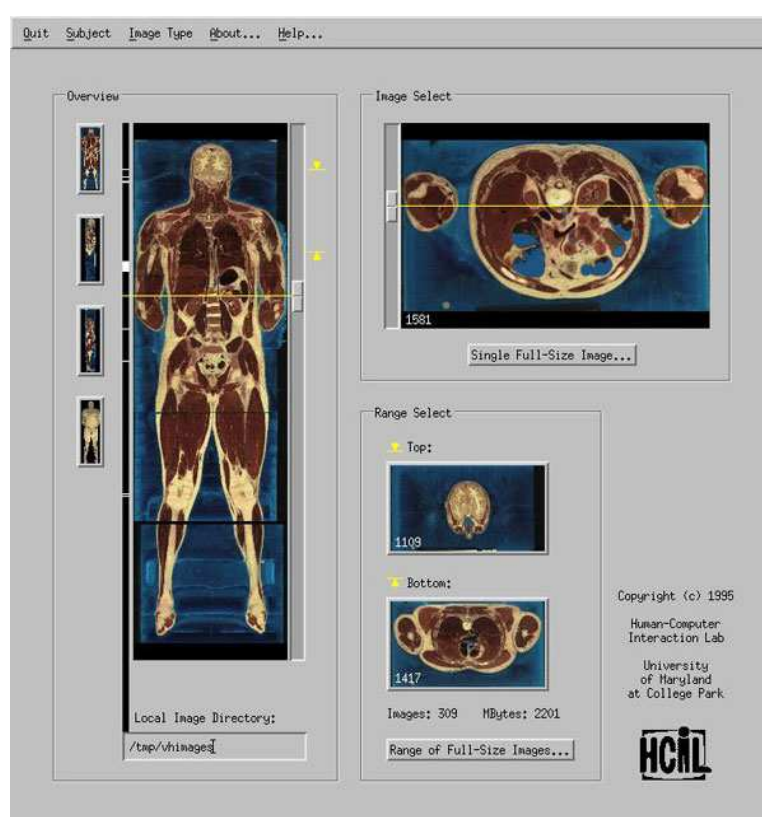 Quit Subject Image Type About... Help...
Overview
Image Select
1581
Single Full-Size Image...
Range Select
Top:
1109
Bottom:
1417
Images: 309 MBytes: 2201
Range of Full-Size Images...
Local Image Directory:
/tmp/vhimages
Copyright (c) 1995
Human-Computer
Interaction Lab
University
of Maryland
at College Park
HCIL